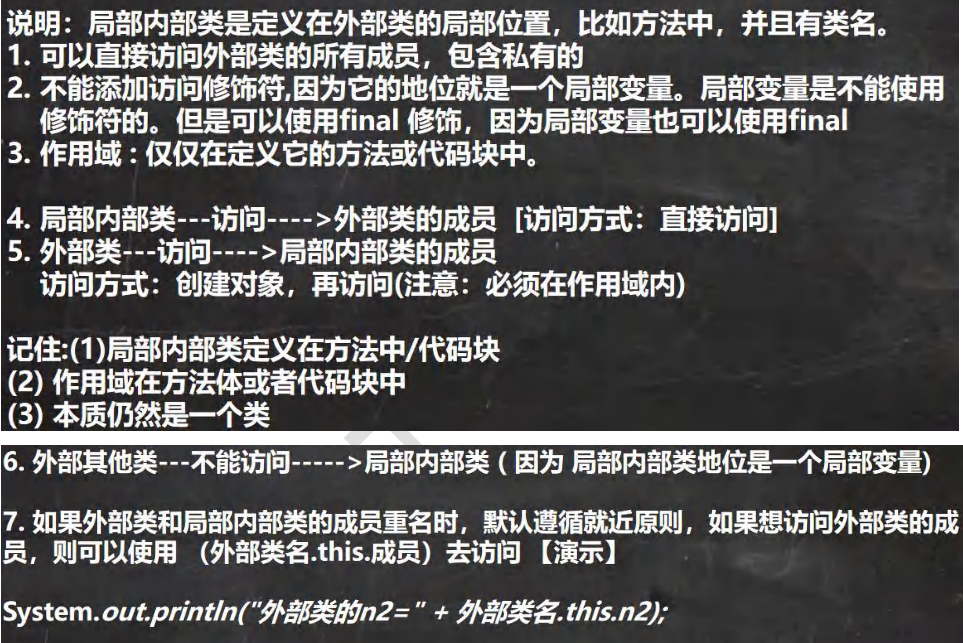 说明：局部内部类是定义在外部类的局部位置，比如方法中，并且有类名。
1. 可以直接访问外部类的所有成员，包含私有的
2. 不能添加访问修饰符,因为它的地位就是一个局部变量。局部变量是不能使用
修饰符的。但是可以使用final 修饰，因为局部变量也可以使用final
3. 作用域 : 仅仅在定义它的方法或代码块中。
4. 局部内部类---访问---->外部类的成员 [访问方式：直接访问]
5. 外部类---访问---->局部内部类的成员
访问方式：创建对象，再访问(注意：必须在作用域内)
记住:(1)局部内部类定义在方法中/代码块
(2) 作用域在方法体或者代码块中
(3) 本质仍然是一个类
6. 外部其他类---不能访问----->局部内部类 ( 因为 局部内部类地位是一个局部变量)
7. 如果外部类和局部内部类的成员重名时，默认遵循就近原则，如果想访问外部类的成
员，则可以使用 （外部类名.this.成员）去访问 【演示】
System.out.println("外部类的n2=" + 外部类名.this.n2);